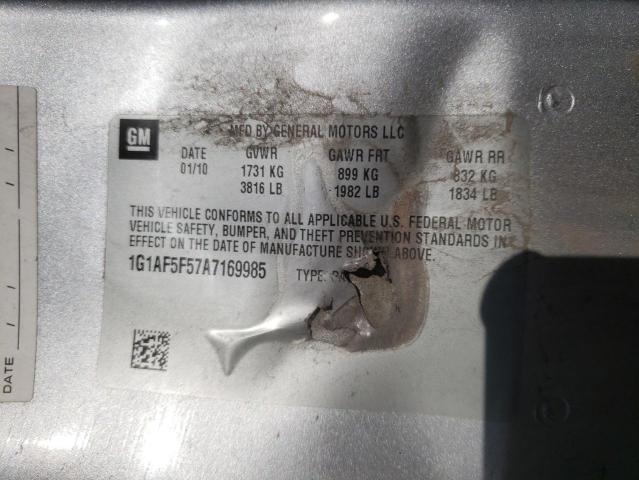 GM
MFD BY GENERAL MOTORS LLC
DATE GVWR GAWR FRT GAWR RR
01/10 1731 KG 899 KG 832 KG
3816 LB 1982 LB 1834 LB
THIS VEHICLE CONFORMS TO ALL APPLICABLE U.S. FEDERAL MOTOR
VEHICLE SAFETY, BUMPER, AND THEFT PREVENTION STANDARDS IN
EFFECT ON THE DATE OF MANUFACTURE SHOWN ABOVE.
1G1AF5F57A7169985 TYPE:
DATE / /